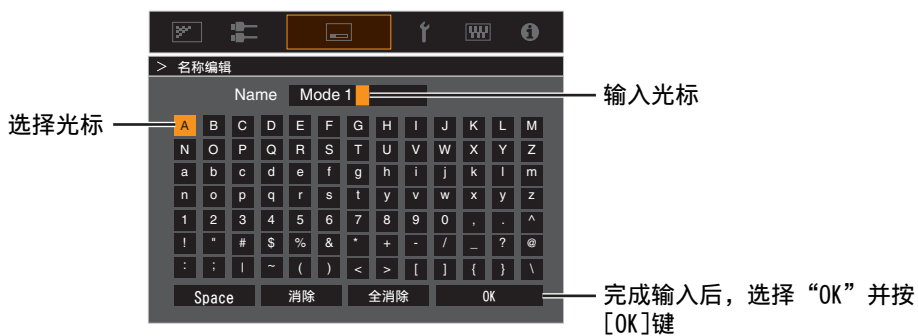 > 名称编辑
Name Mode 1
输入光标
选择光标
A B C D E F G H I J K L M
N O P Q R S T U V W X Y Z
a b c d e f g h i j k l m
n o p q r s t y v w x y z
1 2 3 4 5 6 7 8 9 0 , . ^
! " # $ % & * + - / _ ? @
: ; | ~ ( ) < > [ ] { } \
Space 消除 全消除 OK
完成输入后，选择“OK”并按
[OK]键